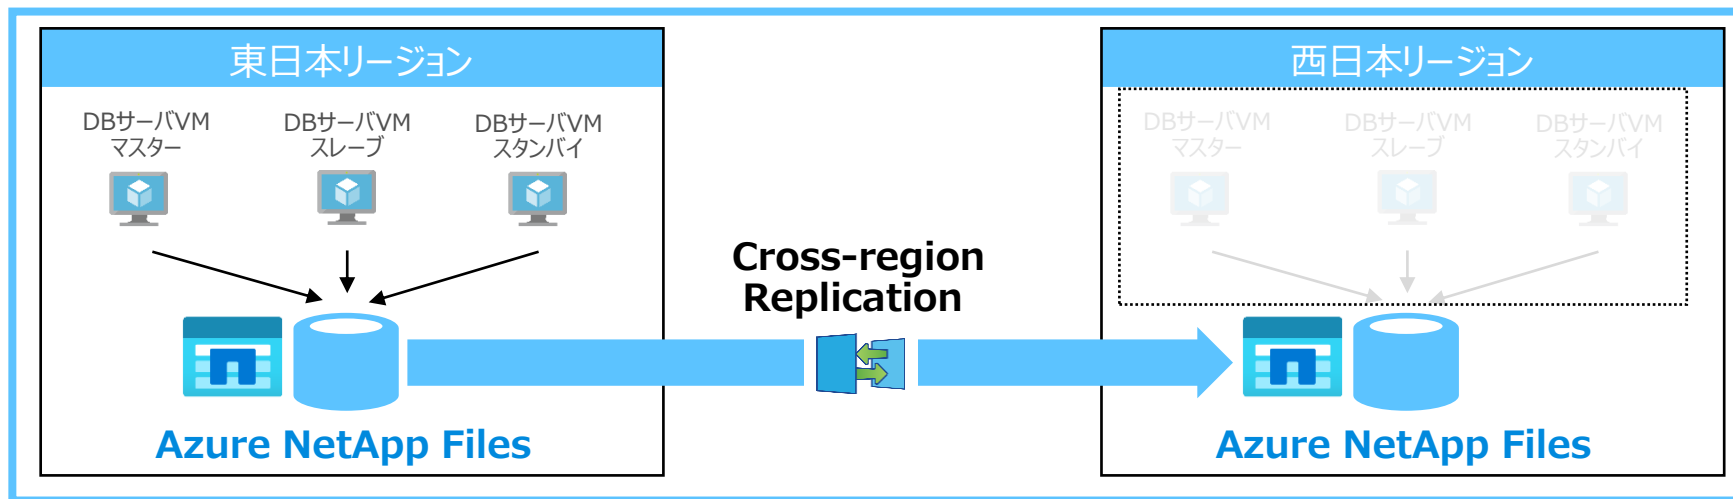 東日本リージョン
DBサーバVM
マスター
DBサーバVM
スレーブ
DBサーバVM
スタンバイ
Azure NetApp Files
Cross-region
Replication
西日本リージョン
DBサーバVM
マスター
DBサーバVM
スレーブ
DBサーバVM
スタンバイ
Azure NetApp Files